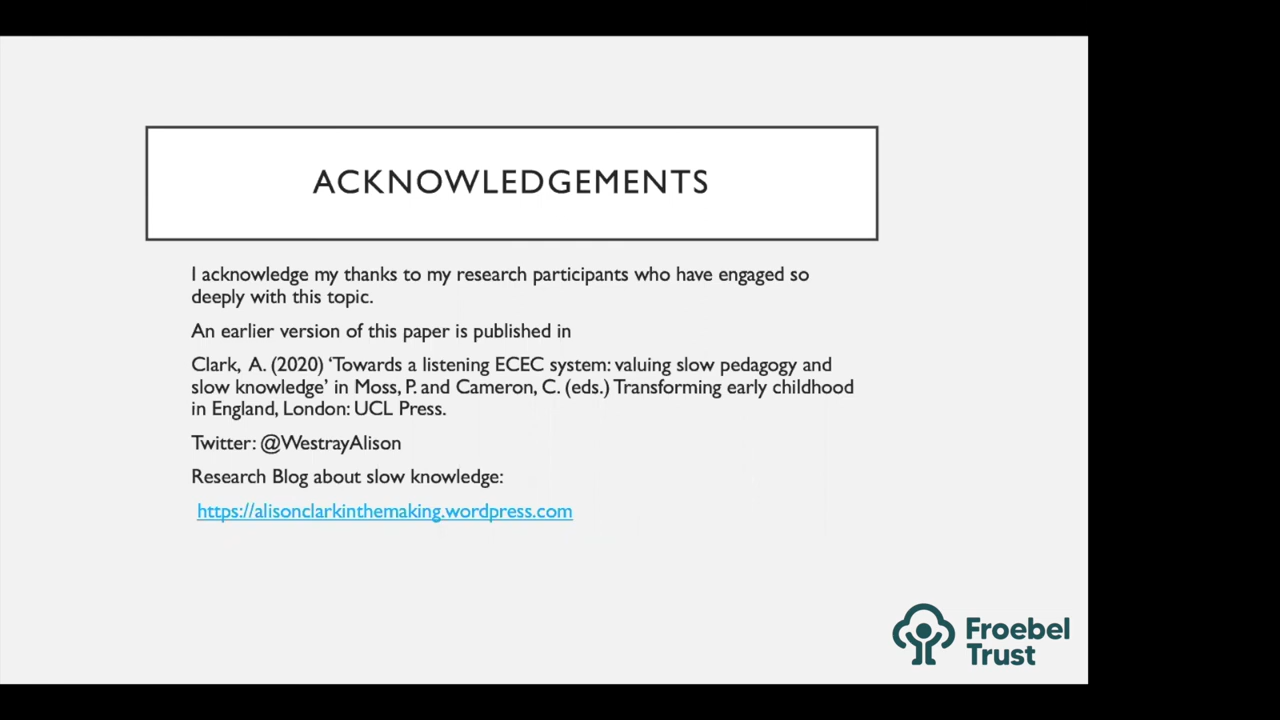 ACKNOWLEDGEMENTS
I acknowledge my thanks to my research participants who have engaged so
deeply with this topic.
An earlier version of this paper is published in
Clark, A. (2020) ‘Towards a listening ECEC system: valuing slow pedagogy and
slow knowledge’ in Moss, P. and Cameron, C. (eds.) Transforming early childhood
in England, London: UCL Press.
Twitter: @WestrayAlison
Research Blog about slow knowledge:
https://alisonclarkinthemaking.wordpress.com
Froebel
Trust